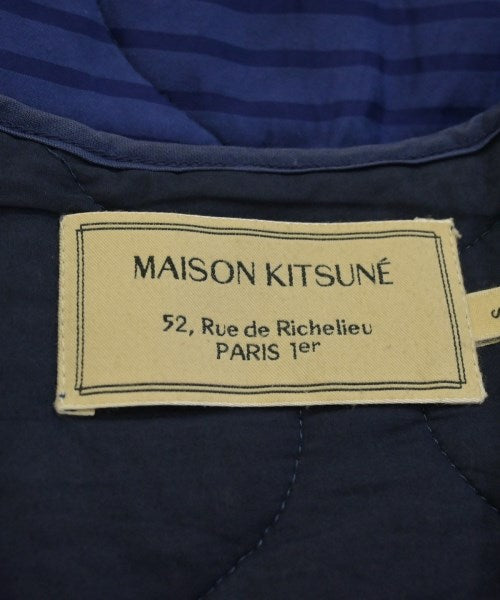 MAISON KITSUNÉ
52, Rue de Richelieu
PARIS 1er
S